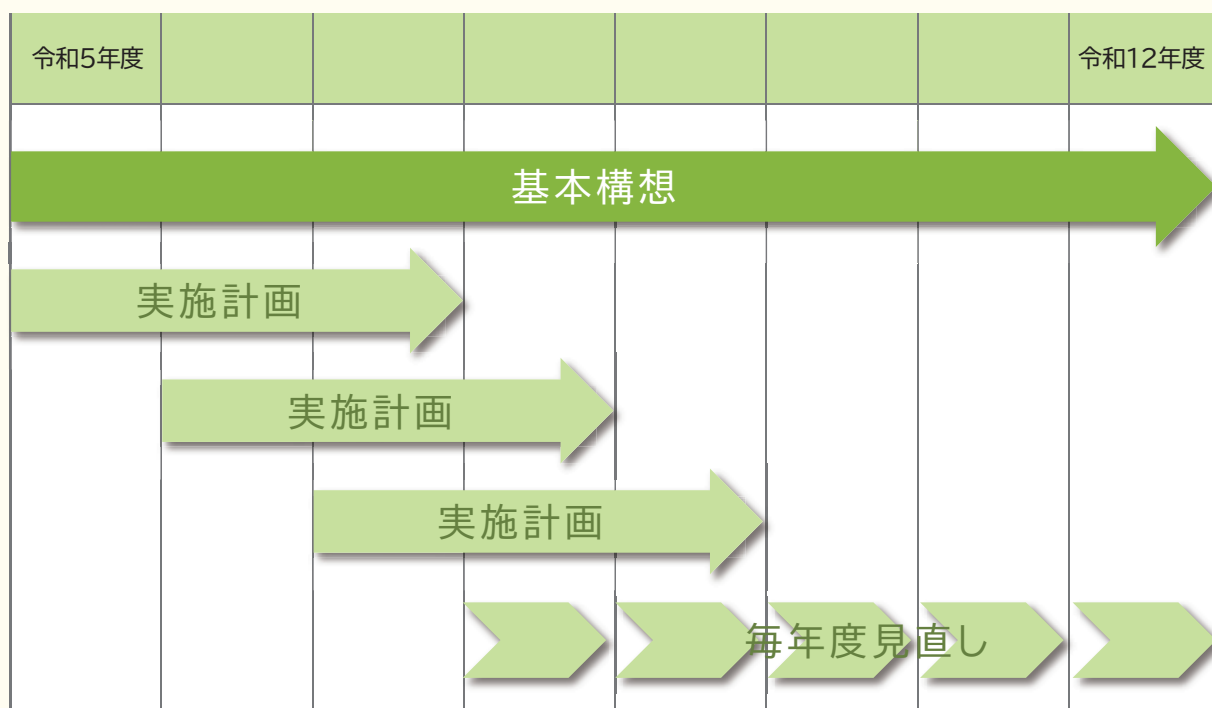 令和5年度
令和12年度
基本構想
実施計画
実施計画
実施計画
毎年度見直し